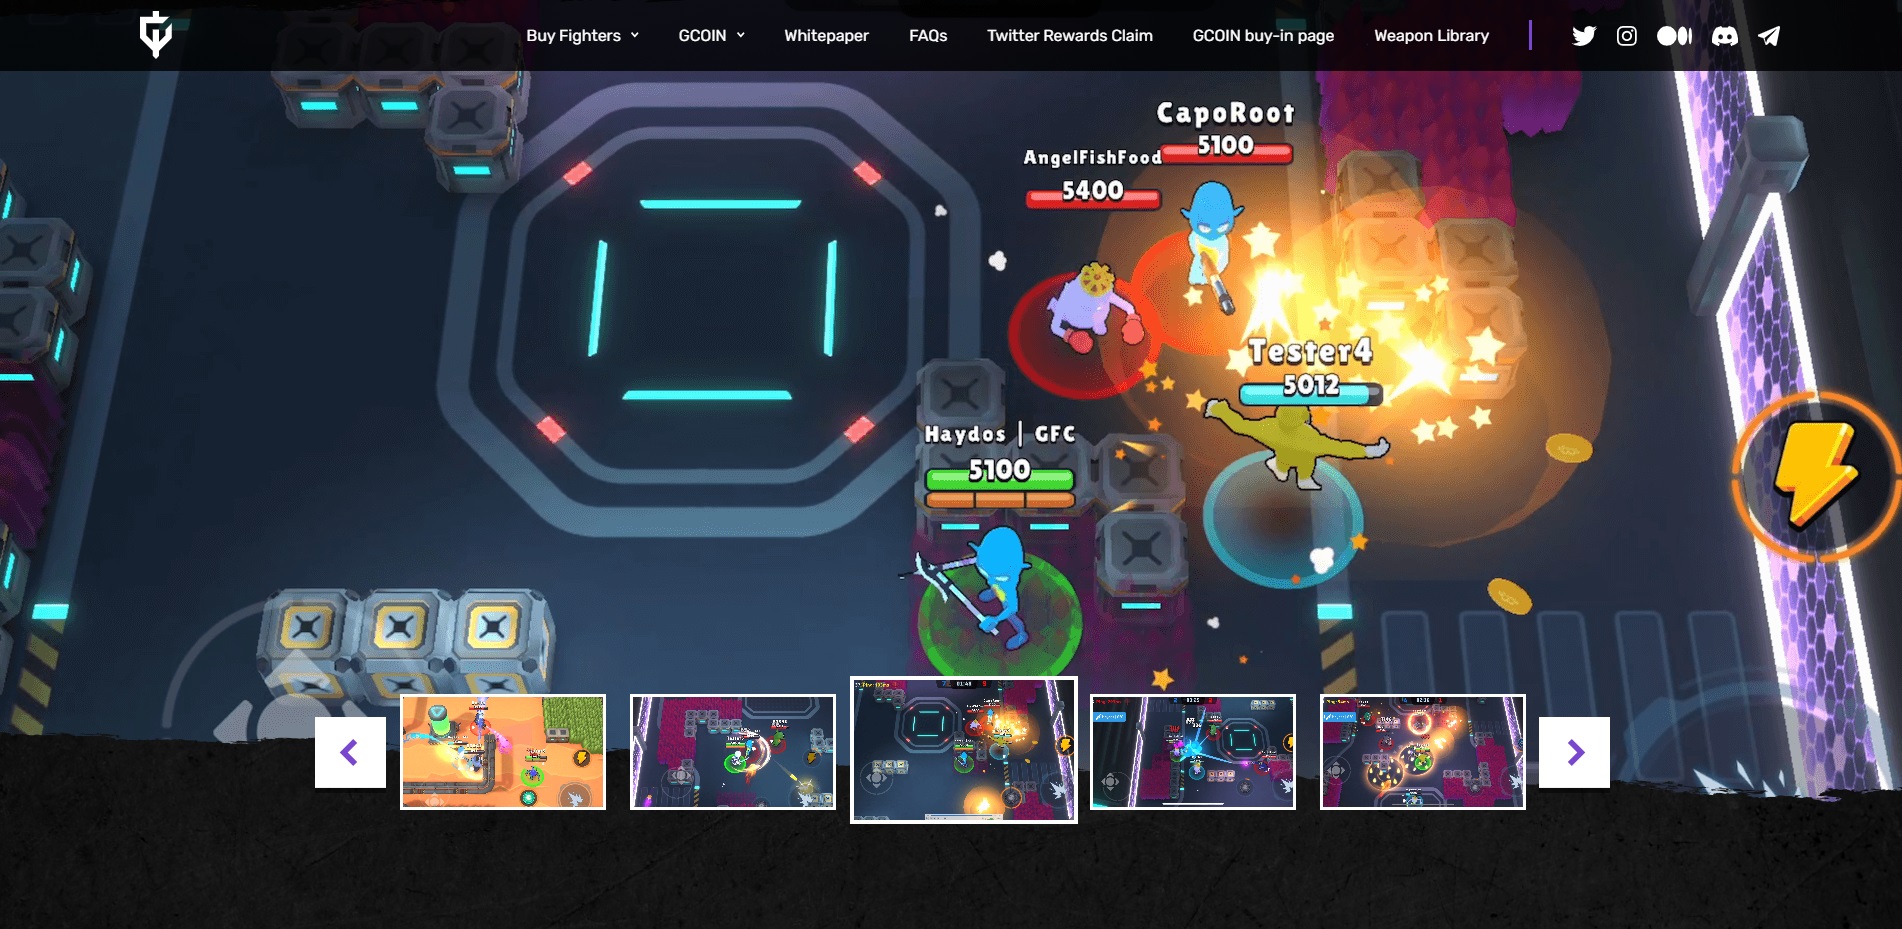 Buy Fighters GCOIN Whitepaper FAQs Twitter Rewards Claim GCOIN buy-in page Weapon Library
CapoRoot
5100
AngelFishFood
5400
Tester4
5012
Haydos | GFC
5100